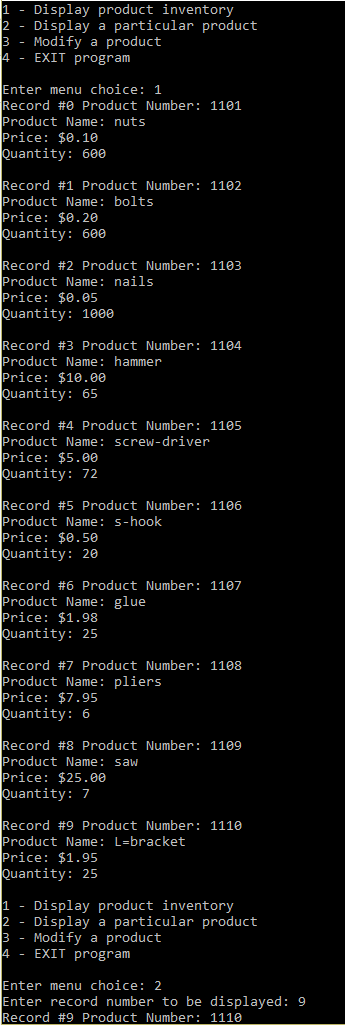 1 - Display product inventory
2 - Display a particular product
3 - Modify a product
4 - EXIT program
Enter menu choice: 1
Record #0 Product Number: 1101
Product Name: nuts
Price: $0.10
Quantity: 600
Record #1 Product Number: 1102
Product Name: bolts
Price: $0.20
Quantity: 600
Record #2 Product Number: 1103
Product Name: nails
Price: $0.05
Quantity: 1000
Record #3 Product Number: 1104
Product Name: hammer
Price: $10.00
Quantity: 65
Record #4 Product Number: 1105
Product Name: screw-driver
Price: $5.00
Quantity: 72
Record #5 Product Number: 1106
Product Name: s-hook
Price: $0.50
Quantity: 20
Record #6 Product Number: 1107
Product Name: glue
Price: $1.98
Quantity: 25
Record #7 Product Number: 1108
Product Name: pliers
Price: $7.95
Quantity: 6
Record #8 Product Number: 1109
Product Name: saw
Price: $25.00
Quantity: 7
Record #9 Product Number: 1110
Product Name: L=bracket
Price: $1.95
Quantity: 25
1 - Display product inventory
2 - Display a particular product
3 - Modify a product
4 - EXIT program
Enter menu choice: 2
Enter record number to be displayed: 9
Record #9 Product Number: 1110